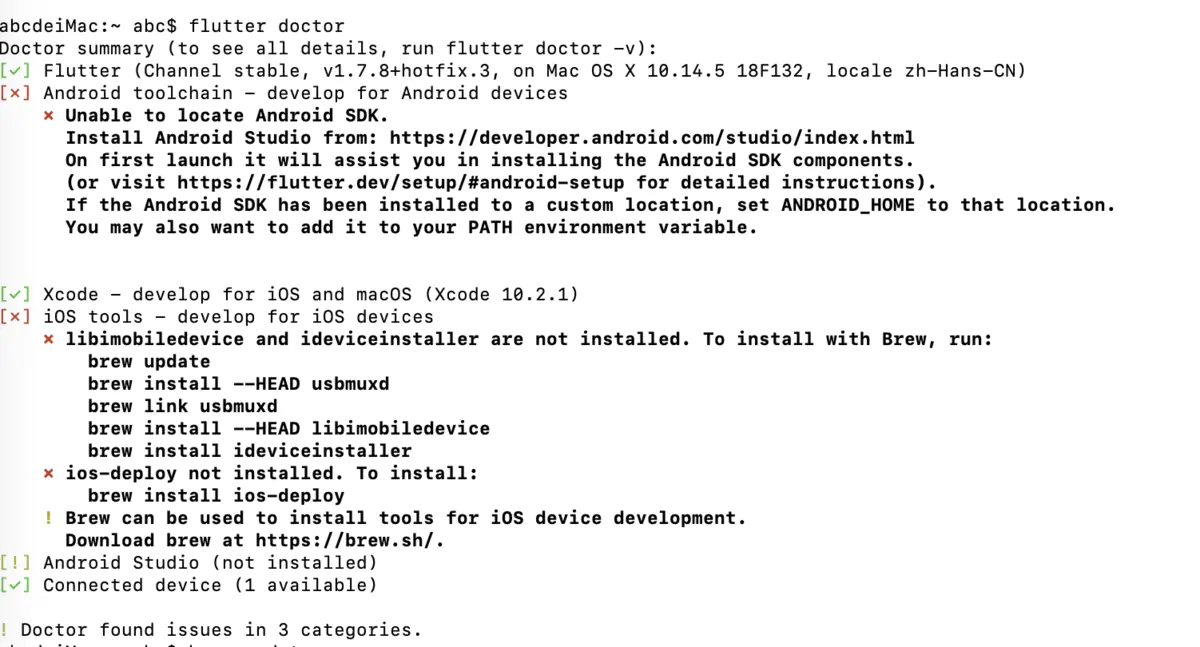 abcdeiMac:~ abc$ flutter doctor
Doctor summary (to see all details, run flutter doctor -v):
[✓] Flutter (Channel stable, v1.7.8+hotfix.3, on Mac OS X 10.14.5 18F132, locale zh-Hans-CN)
[✗] Android toolchain - develop for Android devices
    ✗ Unable to locate Android SDK.
      Install Android Studio from: https://developer.android.com/studio/index.html
      On first launch it will assist you in installing the Android SDK components.
      (or visit https://flutter.dev/setup/#android-setup for detailed instructions).
      If the Android SDK has been installed to a custom location, set ANDROID_HOME to that location.
      You may also want to add it to your PATH environment variable.
[✓] Xcode - develop for iOS and macOS (Xcode 10.2.1)
[✗] iOS tools - develop for iOS devices
    ✗ libimobiledevice and ideviceinstaller are not installed. To install with Brew, run:
        brew update
        brew install --HEAD usbmuxd
        brew link usbmuxd
        brew install --HEAD libimobiledevice
        brew install ideviceinstaller
    ✗ ios-deploy not installed. To install:
        brew install ios-deploy
    ! Brew can be used to install tools for iOS device development.
      Download brew at https://brew.sh/.
[!] Android Studio (not installed)
[✓] Connected device (1 available)
! Doctor found issues in 3 categories.